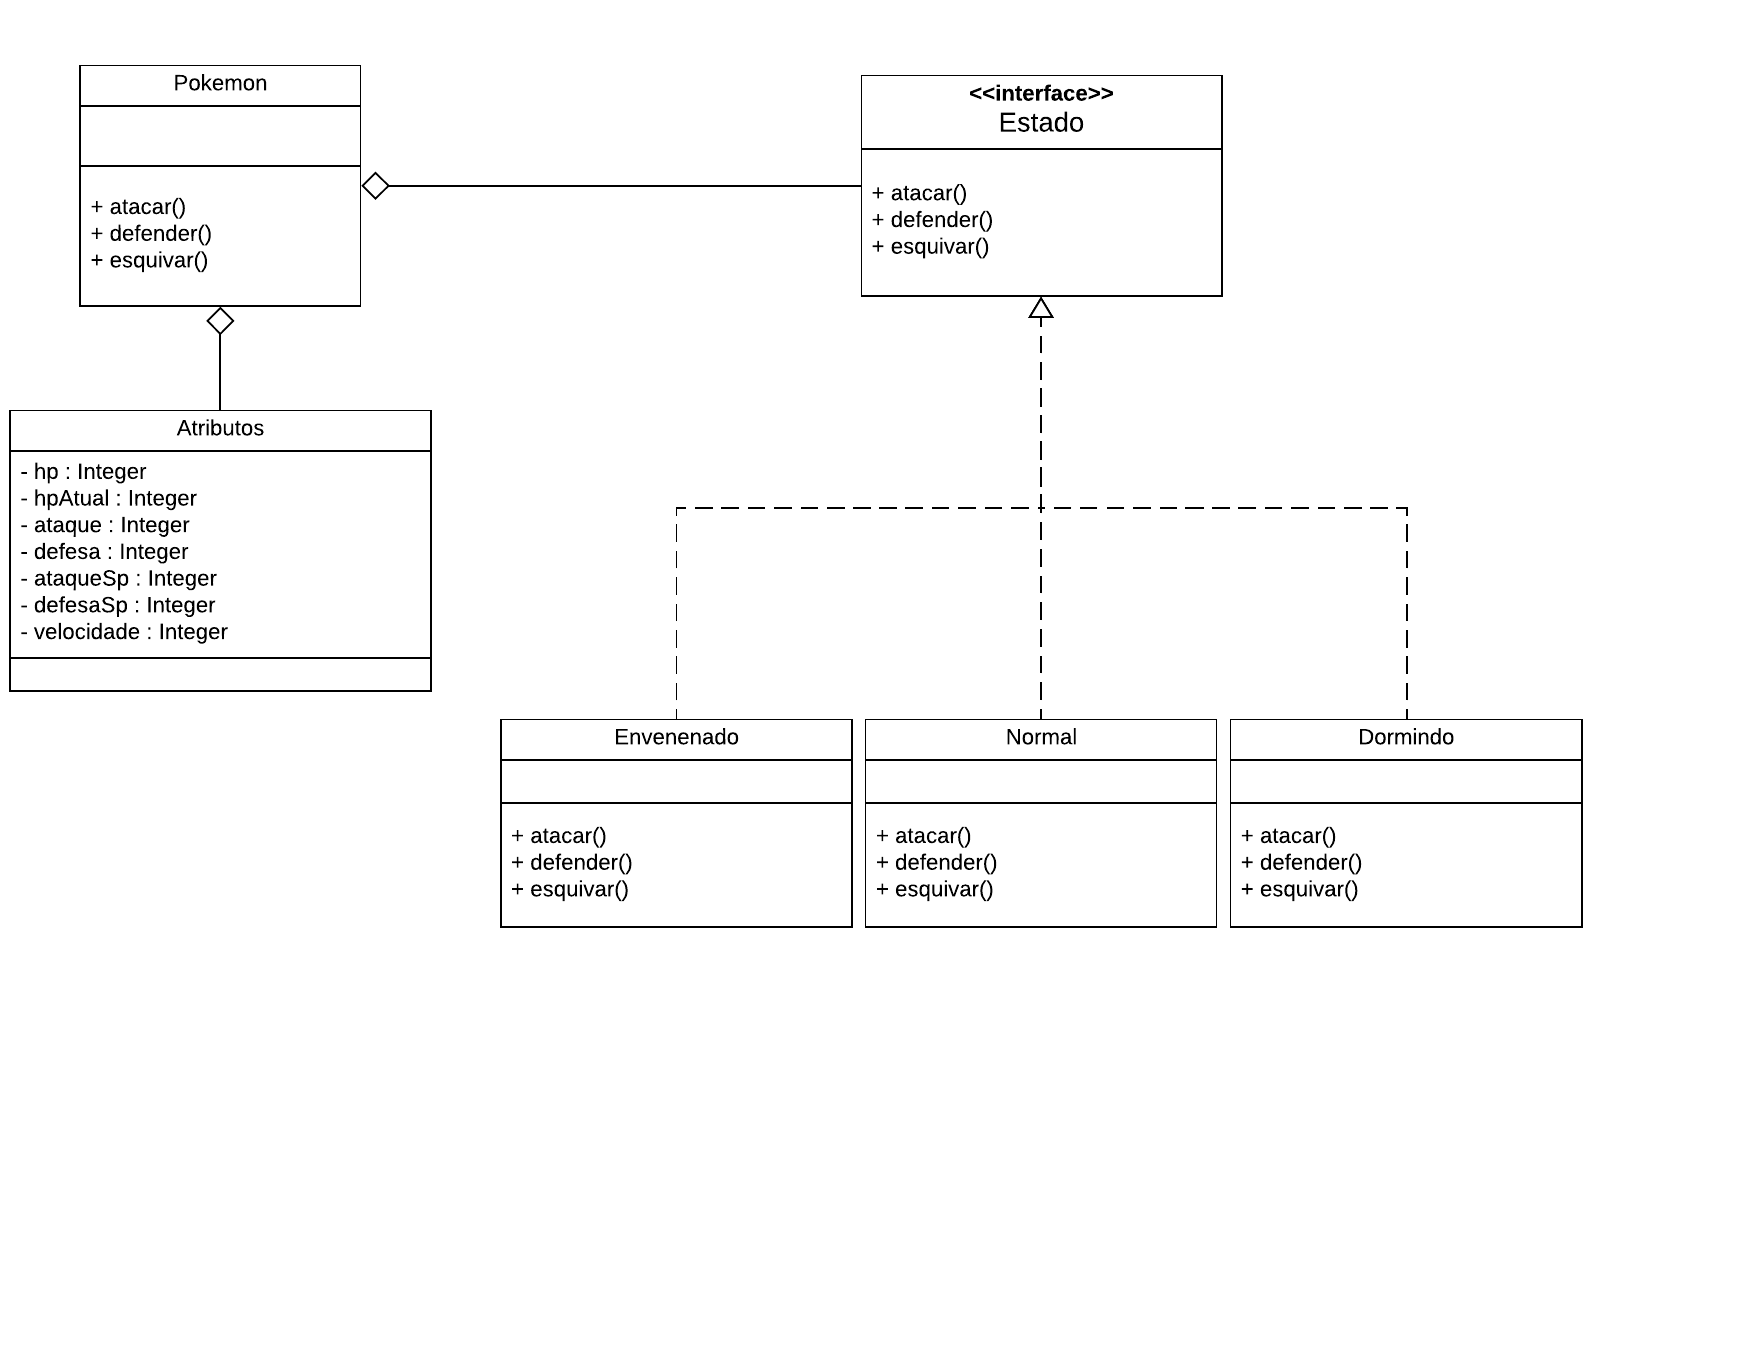 Pokemon
+ atacar()
+ defender()
+ esquivar()
<<interface>>
Estado
+ atacar()
+ defender()
+ esquivar()
Atributos
- hp : Integer
- hpAtual : Integer
- ataque : Integer
- defesa : Integer
- ataqueSp : Integer
- defesaSp : Integer
- velocidade : Integer
Envenenado
+ atacar()
+ defender()
+ esquivar()
Normal
+ atacar()
+ defender()
+ esquivar()
Dormindo
+ atacar()
+ defender()
+ esquivar()